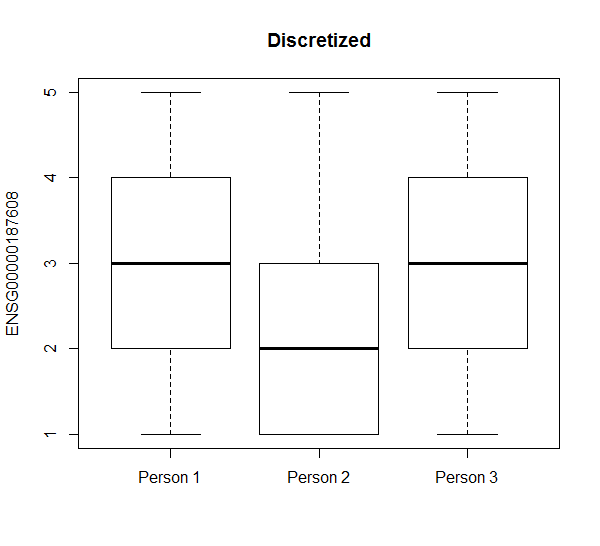 Discretized
ENSG00000187608
5
4
3
2
1
Person 1
Person 2
Person 3